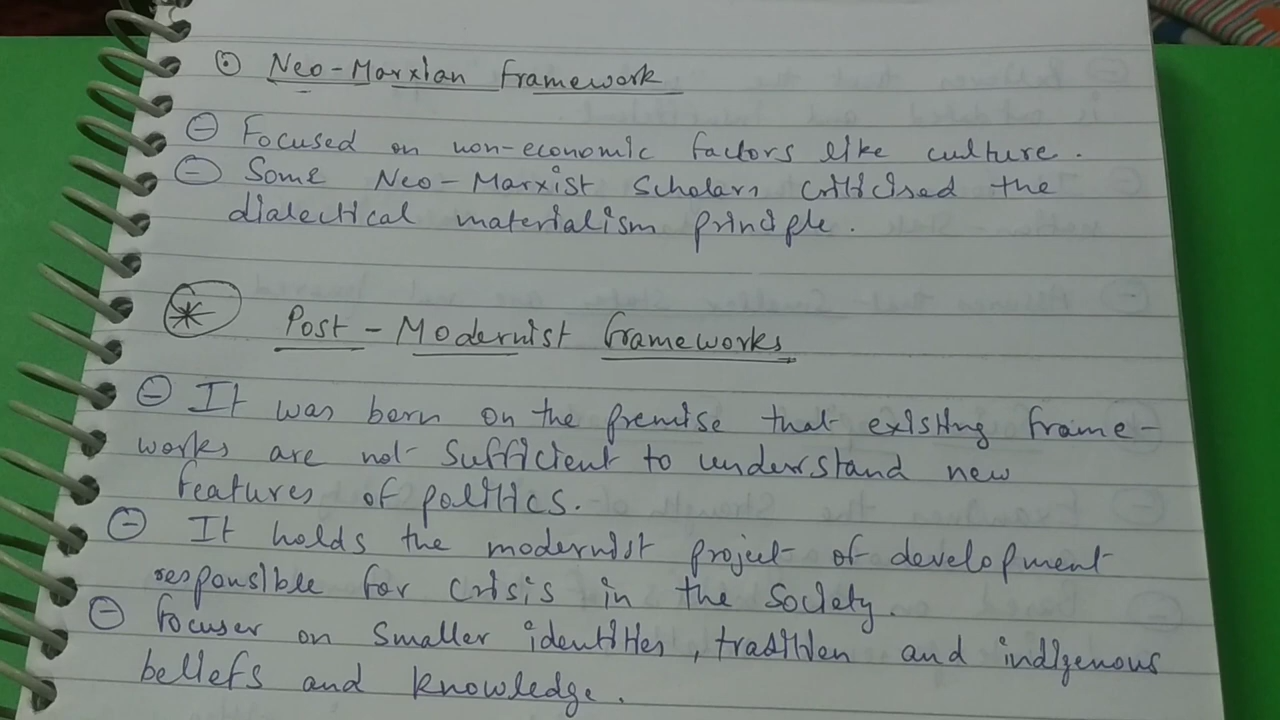 ⊙ Neo-Marxian Framework
⊖ Focused on non-economic factors like culture.
⊖ Some Neo-Marxist Scholars criticised the
dialectical materialism principle.
* Post-Modernist Frameworks
⊖ It was born on the premise that existing frame-
works are not sufficient to understand new
features of politics.
⊖ It holds the modernist project of development
responsible for crisis in the society.
⊖ Focuses on smaller identities, tradition and indigenous
beliefs and knowledge.